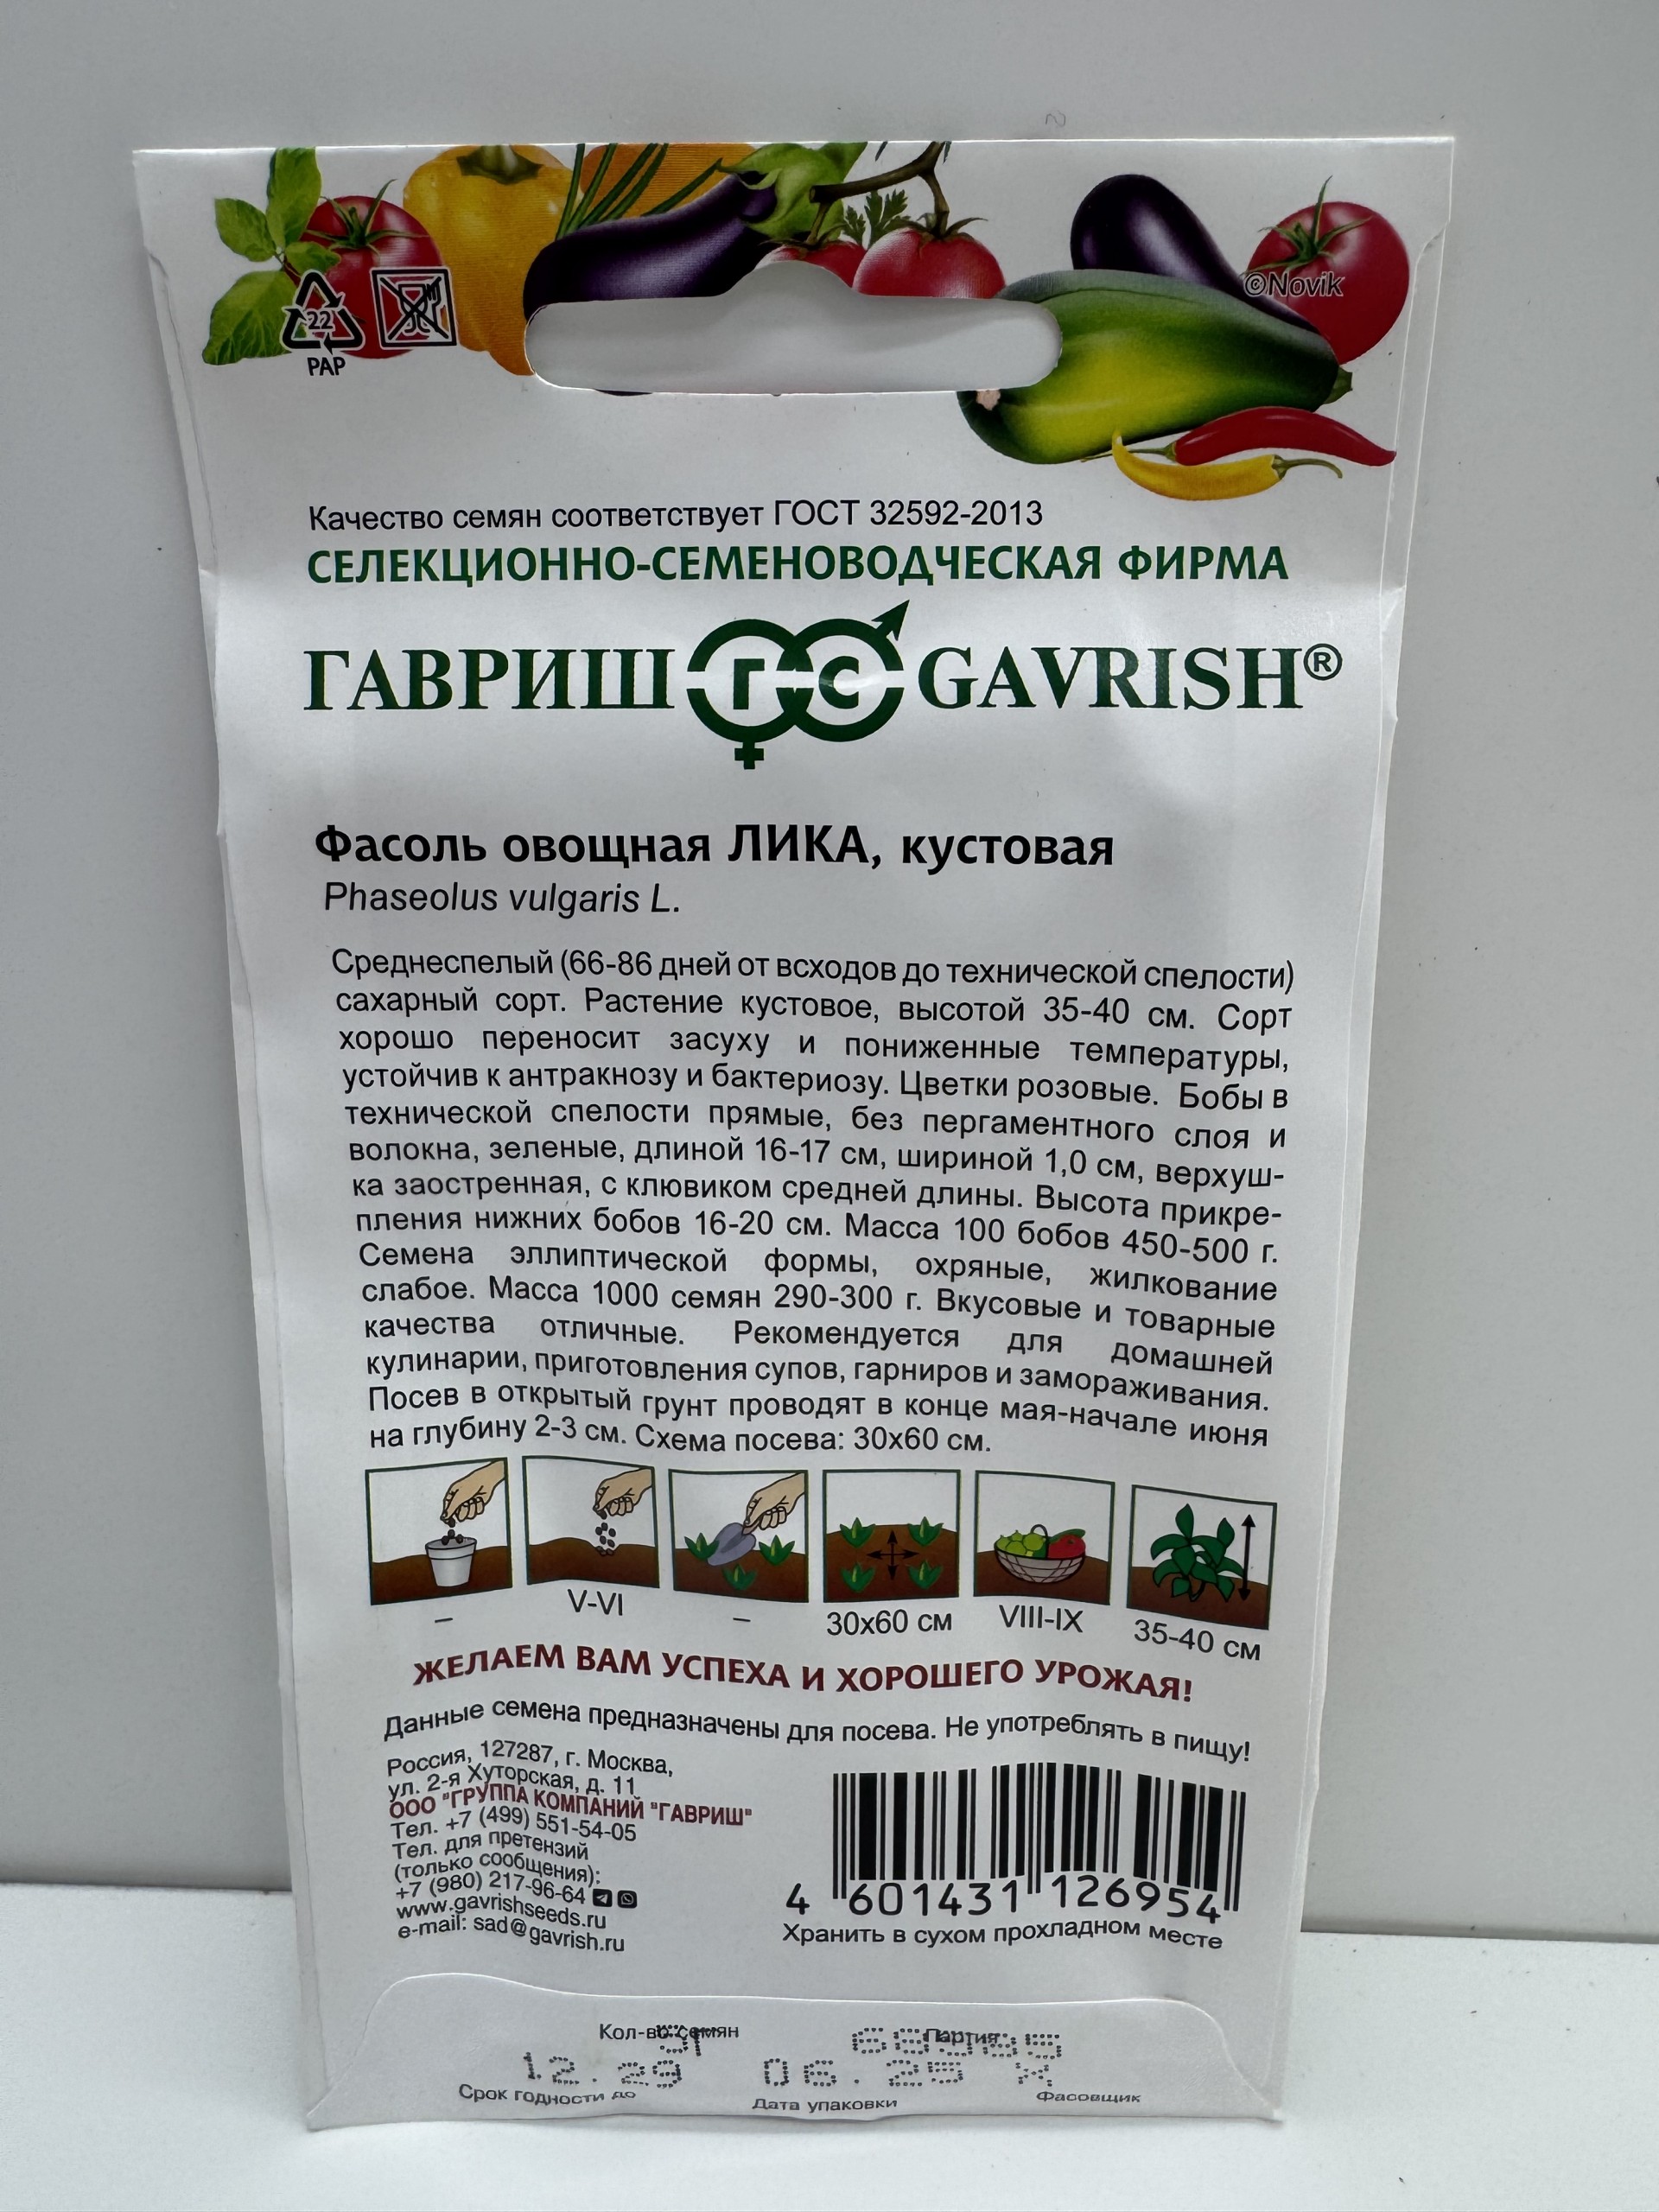 ©Novik
22
PAP
Качество семян соответствует ГОСТ 32592-2013
СЕЛЕКЦИОННО-СЕМЕНОВОДЧЕСКАЯ ФИРМА
ГАВРИШ ГС GAVRISH®
Фасоль овощная ЛИКА, кустовая
Phaseolus vulgaris L.
Среднеспелый (66-86 дней от всходов до технической спелости)
сахарный сорт. Растение кустовое, высотой 35-40 см. Сорт
хорошо переносит засуху и пониженные температуры,
устойчив к антракнозу и бактериозу. Цветки розовые. Бобы в
технической спелости прямые, без пергаментного слоя и
волокна, зеленые, длиной 16-17 см, шириной 1,0 см, верхуш-
ка заостренная, с клювиком средней длины. Высота прикре-
пления нижних бобов 16-20 см. Масса 100 бобов 450-500 г.
Семена эллиптической формы, охряные, жилкование
слабое. Масса 1000 семян 290-300 г. Вкусовые и товарные
качества отличные. Рекомендуется для домашней
кулинарии, приготовления супов, гарниров и замораживания.
Посев в открытый грунт проводят в конце мая-начале июня
на глубину 2-3 см. Схема посева: 30х60 см.
– V-VI – 30х60 см VIII-IX 35-40 см
ЖЕЛАЕМ ВАМ УСПЕХА И ХОРОШЕГО УРОЖАЯ!
Данные семена предназначены для посева. Не употреблять в пищу!
Россия, 127287, г. Москва,
ул. 2-я Хуторская, д. 11
ООО "ГРУППА КОМПАНИЙ "ГАВРИШ"
Тел. +7 (499) 551-54-05
Тел. для претензий
(только сообщения):
+7 (980) 217-96-64
www.gavrishseeds.ru
e-mail: sad@gavrish.ru
4 601431 126954
Хранить в сухом прохладном месте
Кол-во семян Партия
12.29 06.25 х
Срок годности до Дата упаковки Фасовщик